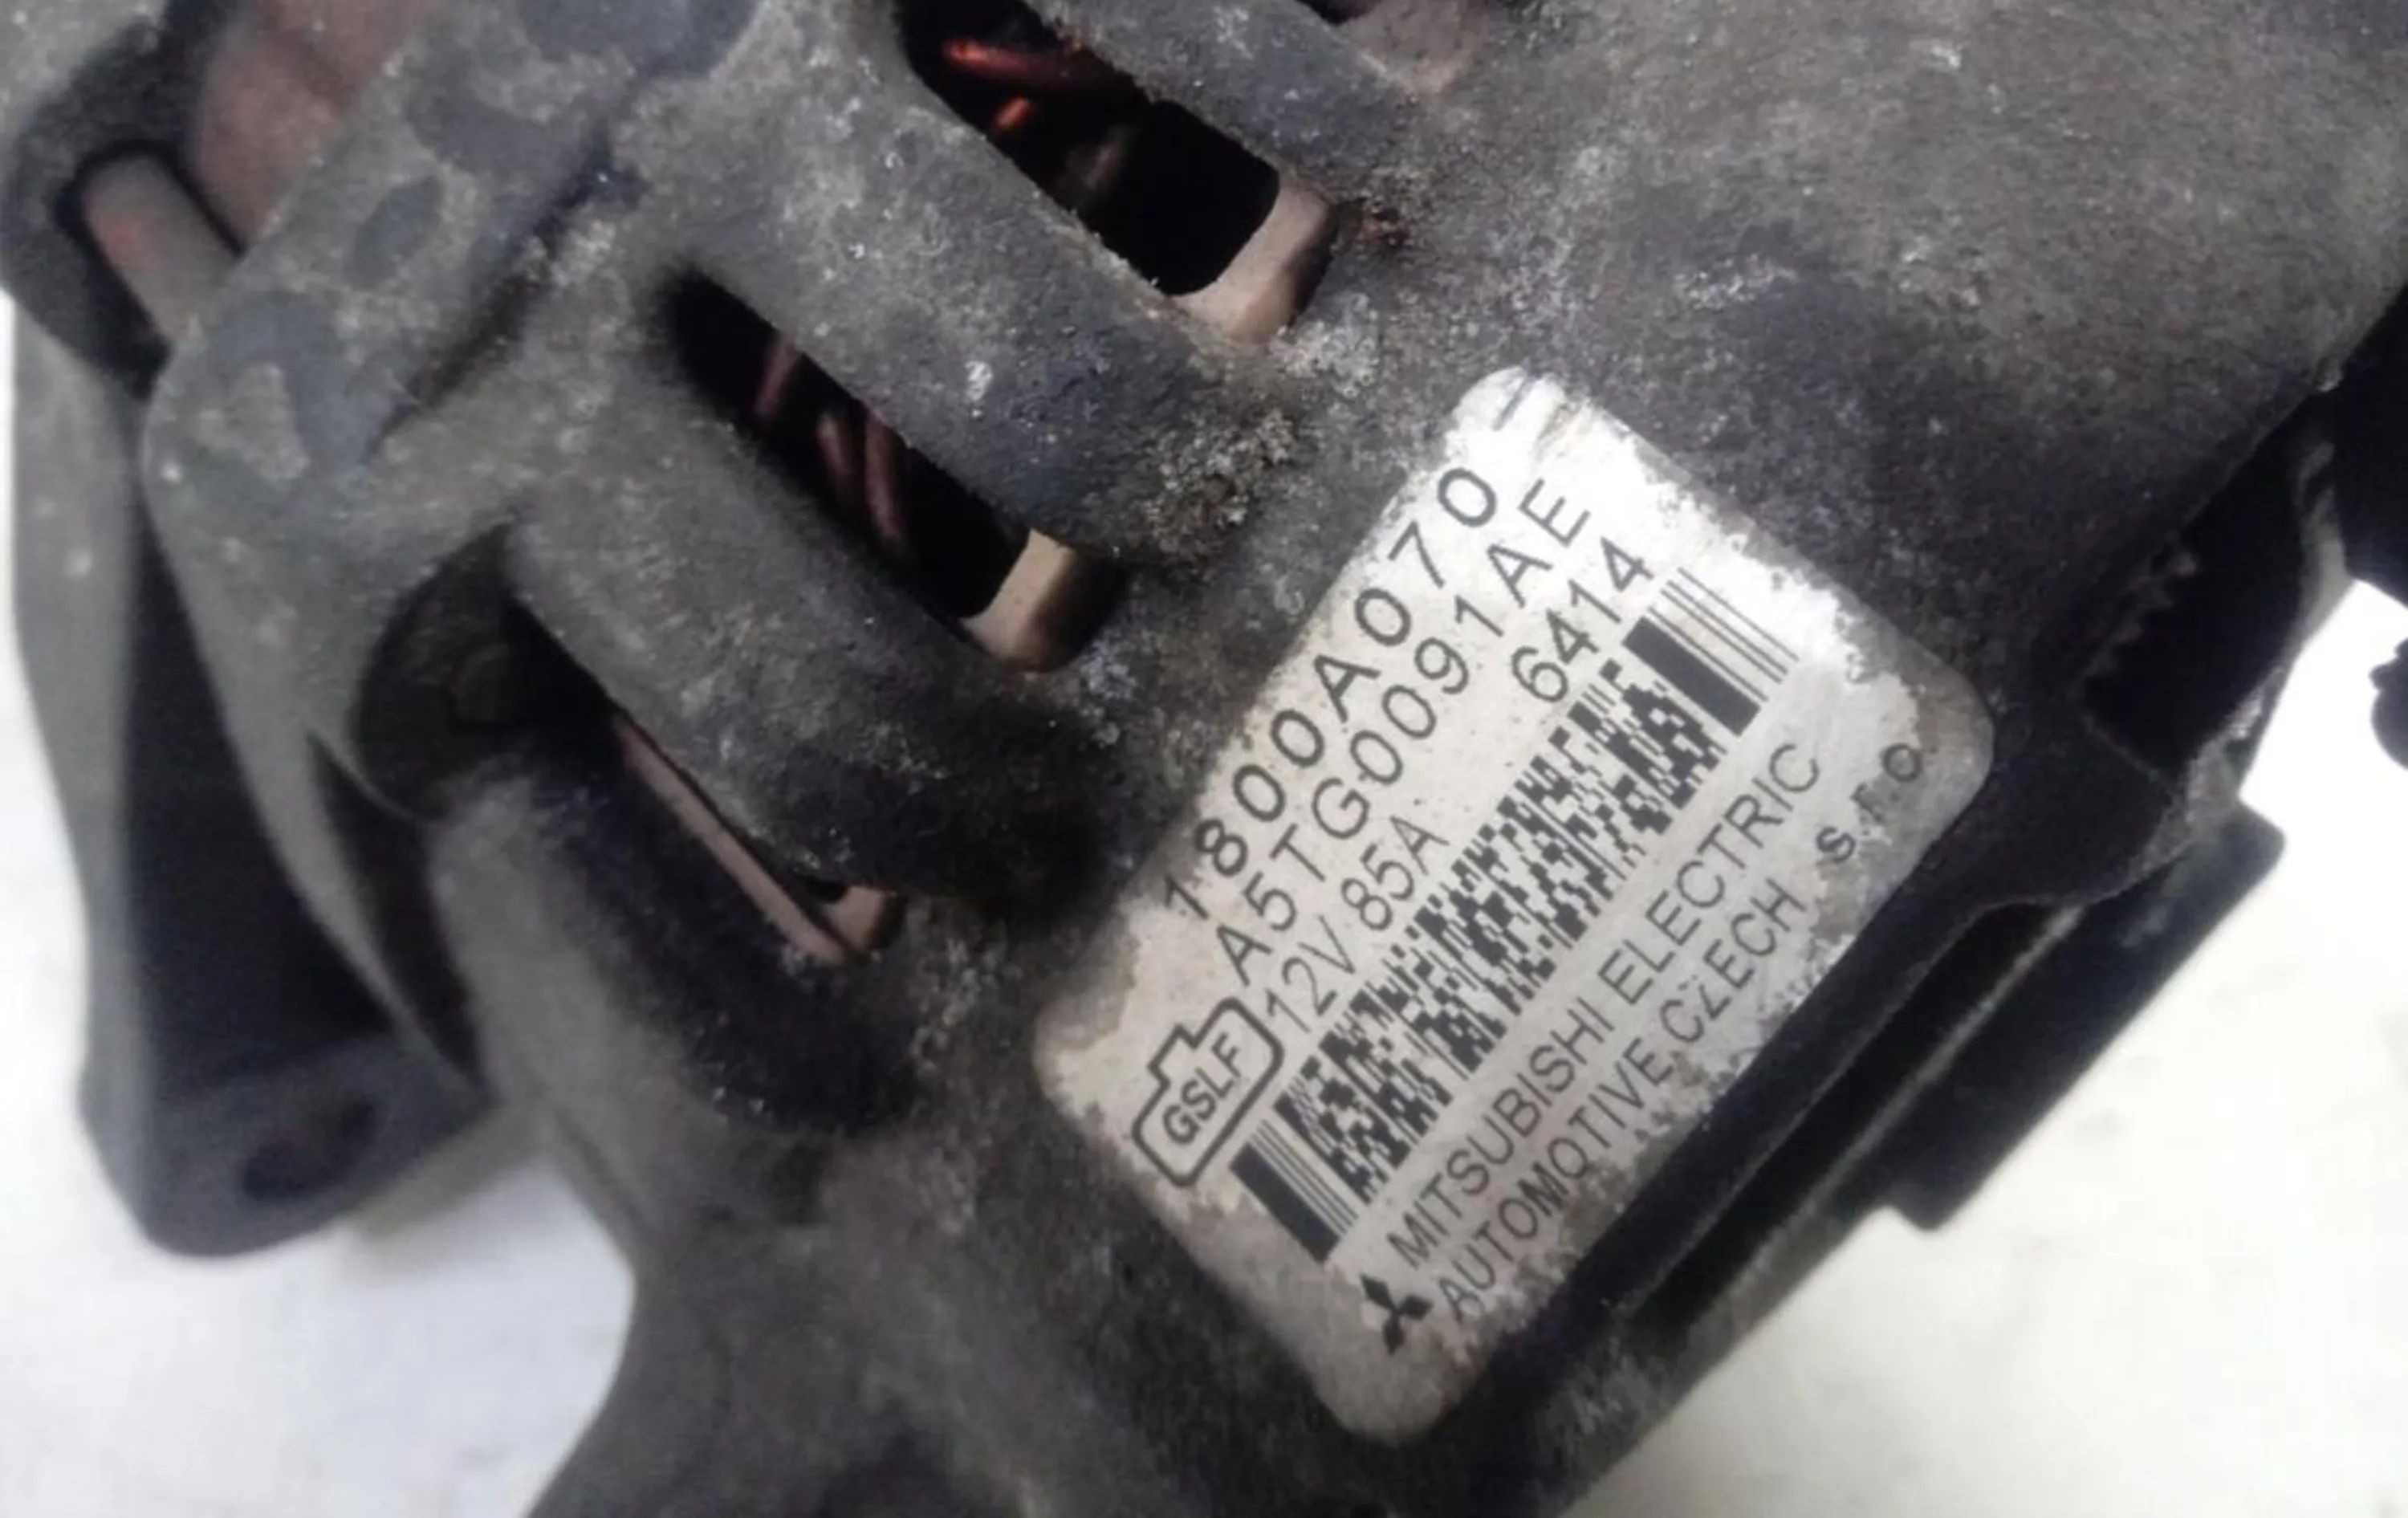 1800A070
A5TG0091AE
12V 85A 6414
GSLF
MITSUBISHI ELECTRIC
AUTOMOTIVE CZECH s.r.o.